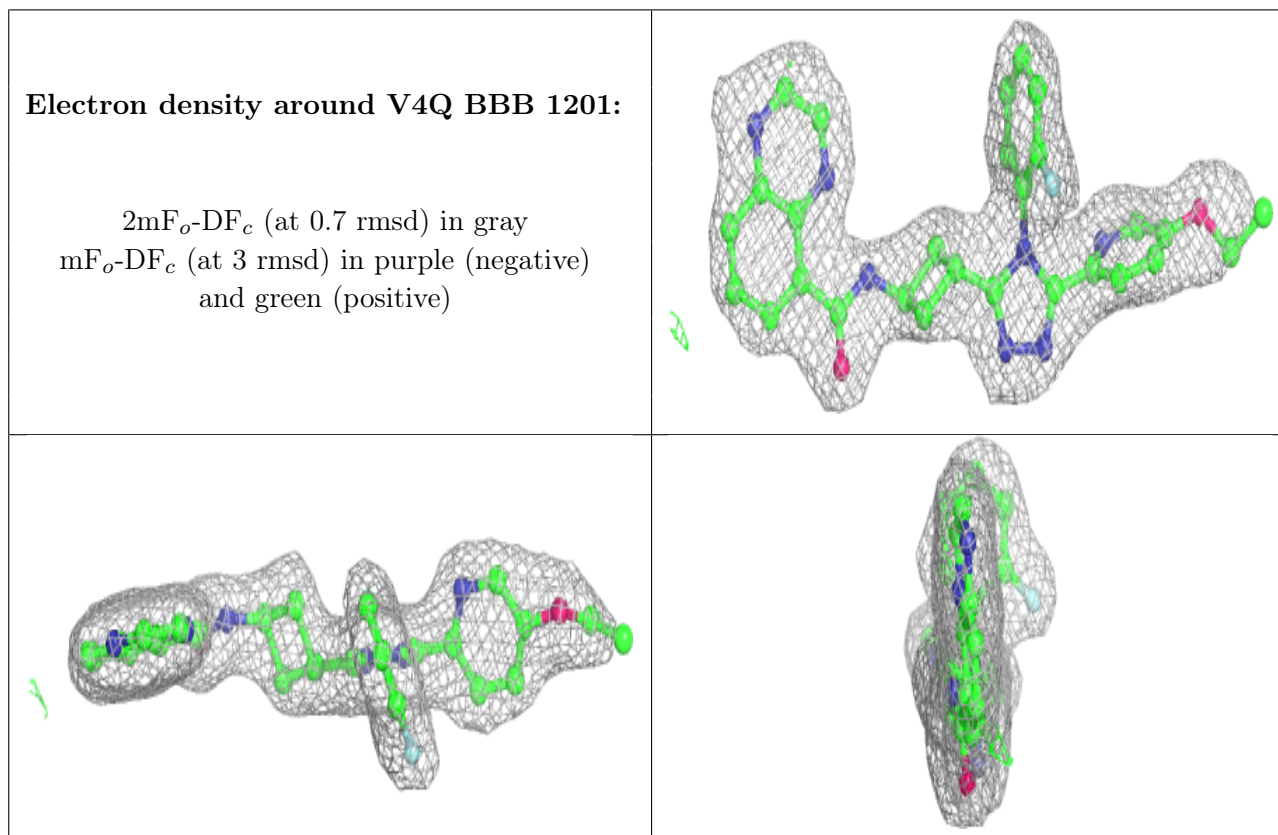 Electron density around V4Q BBB 1201:
2mFo-DFc (at 0.7 rmsd) in gray
mFo-DFc (at 3 rmsd) in purple (negative)
and green (positive)